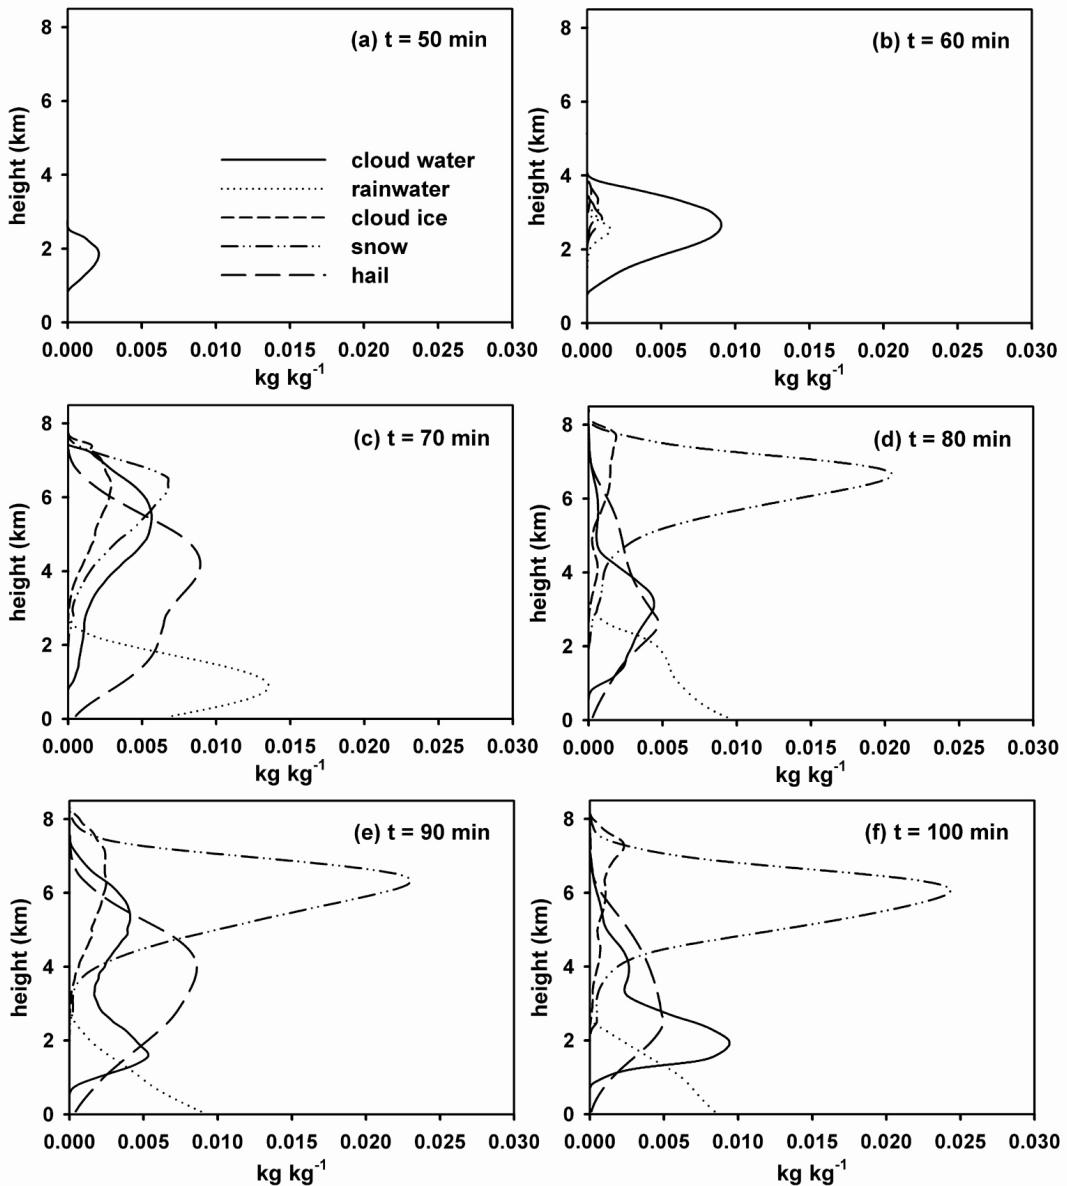 (a) t = 50 min
8
6
4
2
0
height (km)
cloud water
rainwater
cloud ice
snow
hail
0.000 0.005 0.010 0.015 0.020 0.025 0.030
kg kg-1
(b) t = 60 min
8
6
4
2
0
height (km)
0.000 0.005 0.010 0.015 0.020 0.025 0.030
kg kg-1
(c) t = 70 min
8
6
4
2
0
height (km)
0.000 0.005 0.010 0.015 0.020 0.025 0.030
kg kg-1
(d) t = 80 min
8
6
4
2
0
height (km)
0.000 0.005 0.010 0.015 0.020 0.025 0.030
kg kg-1
(e) t = 90 min
8
6
4
2
0
height (km)
0.000 0.005 0.010 0.015 0.020 0.025 0.030
kg kg-1
(f) t = 100 min
8
6
4
2
0
height (km)
0.000 0.005 0.010 0.015 0.020 0.025 0.030
kg kg-1